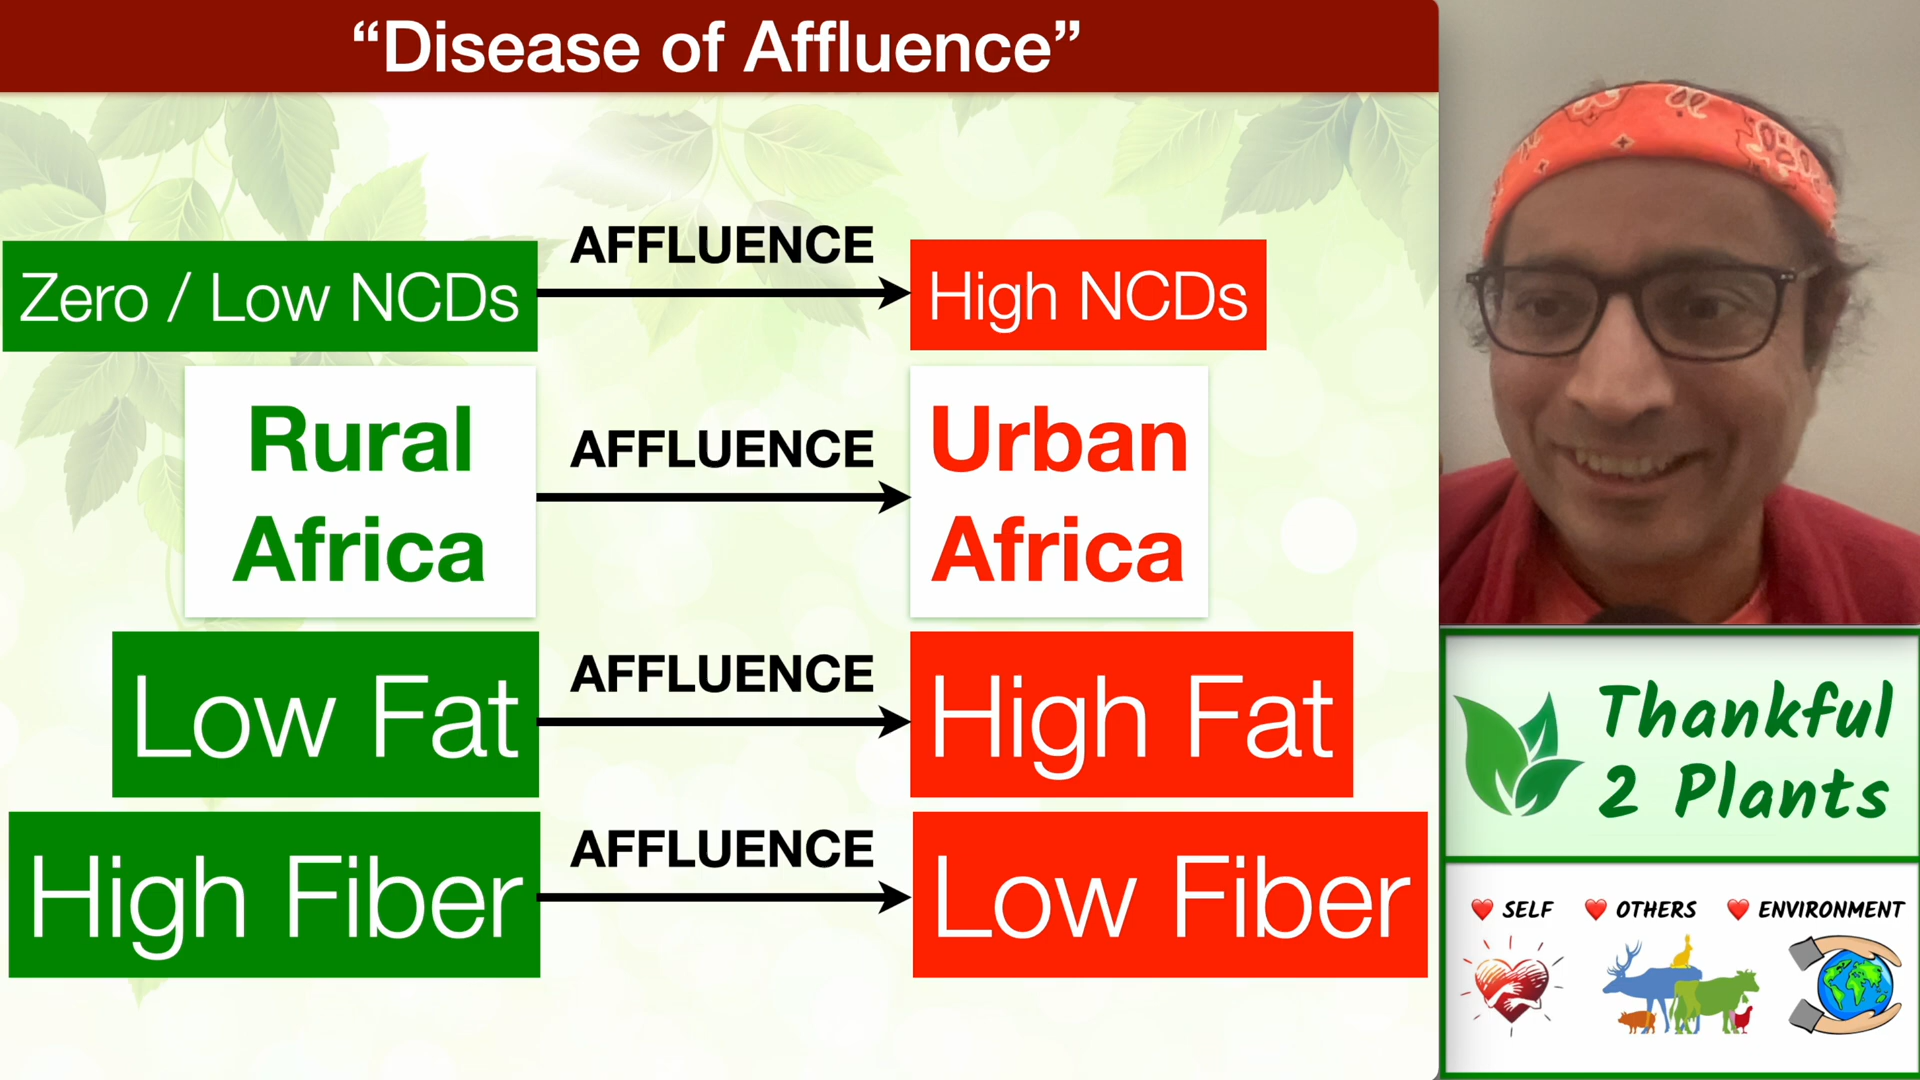 “Disease of Affluence”
Zero / Low NCDs
AFFLUENCE
High NCDs
Rural
Africa
AFFLUENCE
Urban
Africa
Low Fat
AFFLUENCE
High Fat
High Fiber
AFFLUENCE
Low Fiber
Thankful
2 Plants
SELF
OTHERS
ENVIRONMENT